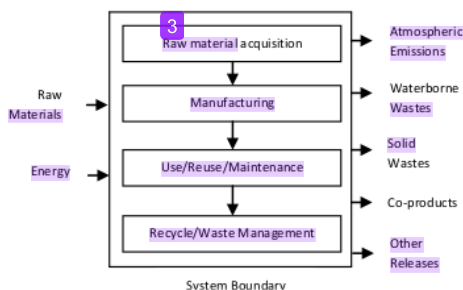 3
Raw material acquisition
Manufacturing
Use/Reuse/Maintenance
Recycle/Waste Management
Raw
Materials
Energy
Atmospheric
Emissions
Waterborne
Wastes
Solid
Wastes
Co-products
Other
Releases
System Boundary